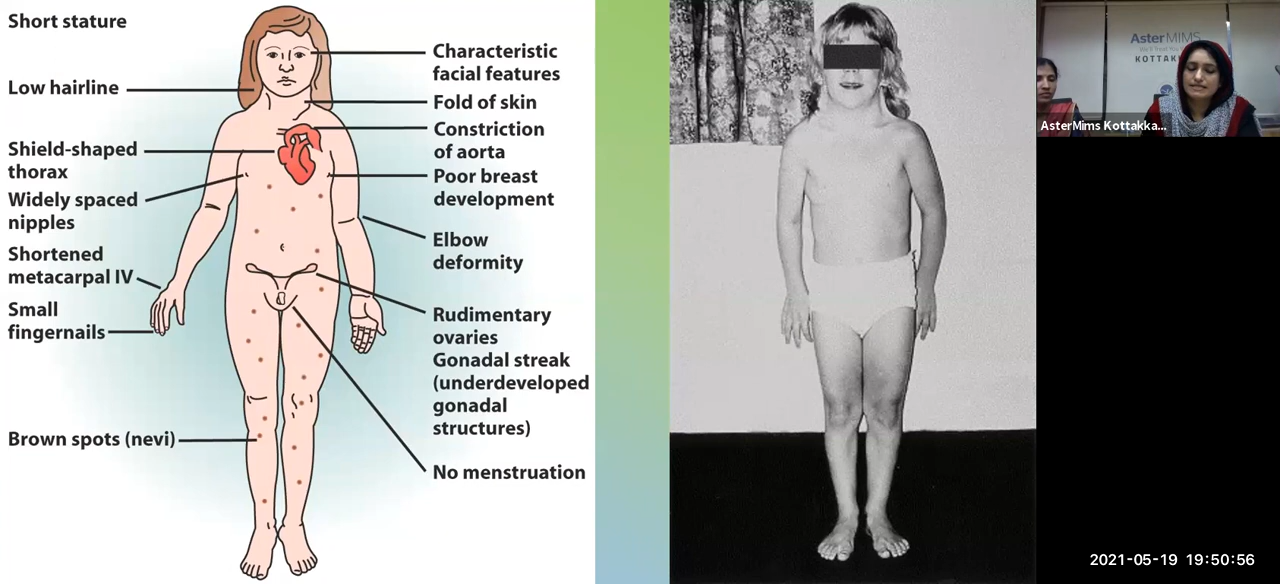 Short stature
Low hairline
Shield-shaped
thorax
Widely spaced
nipples
Shortened
metacarpal IV
Small
fingernails
Brown spots (nevi)
Characteristic
facial features
Fold of skin
Constriction
of aorta
Poor breast
development
Elbow
deformity
Rudimentary
ovaries
Gonadal streak
(underdeveloped
gonadal
structures)
No menstruation
AsterMIMS
KOTTAK
AsterMims Kottakka...
2021-05-19 19:50:56